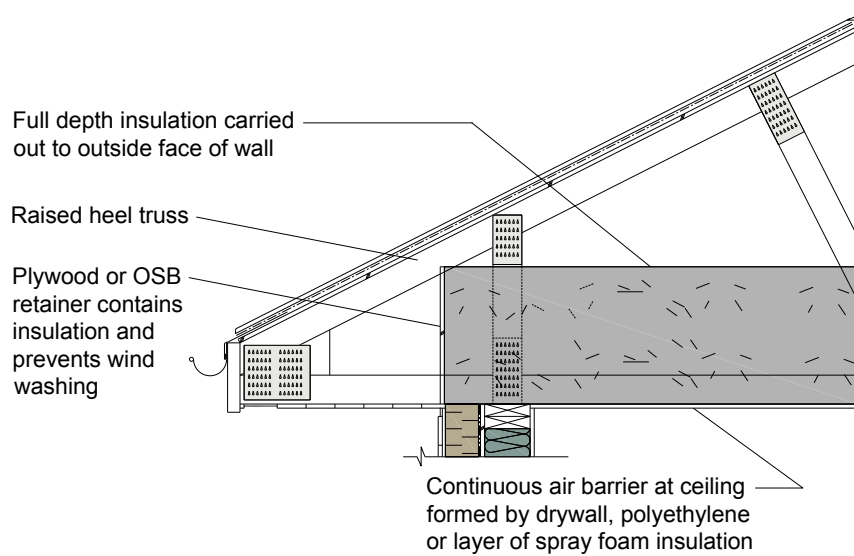 Full depth insulation carried
out to outside face of wall
Raised heel truss
Plywood or OSB
retainer contains
insulation and
prevents wind
washing
Continuous air barrier at ceiling
formed by drywall, polyethylene
or layer of spray foam insulation